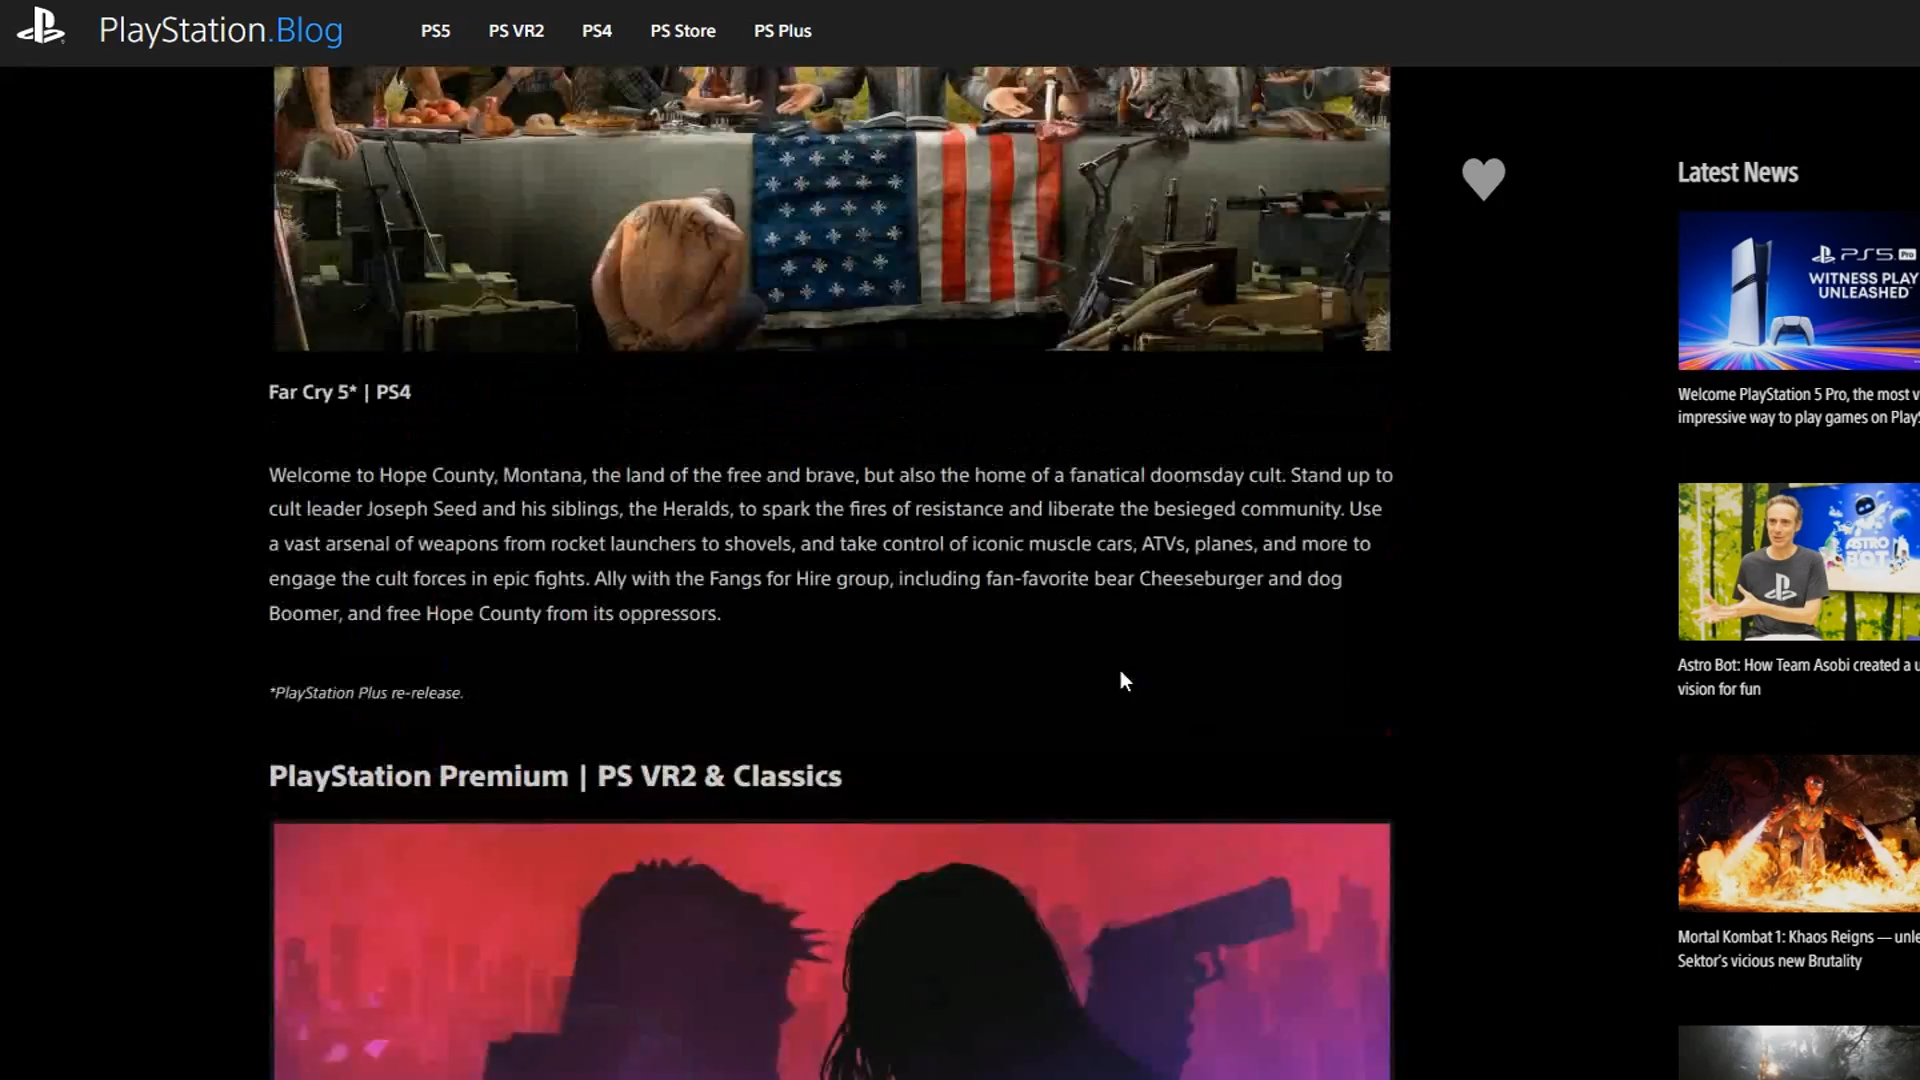 PlayStation.Blog
PS5 PS VR2 PS4 PS Store PS Plus
Far Cry 5* | PS4
Welcome to Hope County, Montana, the land of the free and brave, but also the home of a fanatical doomsday cult. Stand up to
cult leader Joseph Seed and his siblings, the Heralds, to spark the fires of resistance and liberate the besieged community. Use
a vast arsenal of weapons from rocket launchers to shovels, and take control of iconic muscle cars, ATVs, planes, and more to
engage the cult forces in epic fights. Ally with the Fangs for Hire group, including fan-favorite bear Cheeseburger and dog
Boomer, and free Hope County from its oppressors.
*PlayStation Plus re-release.
PlayStation Premium | PS VR2 & Classics
Latest News
PS5 Pro
WITNESS PLAY
UNLEASHED
Welcome PlayStation 5 Pro, the most v
impressive way to play games on PlayS
ASTRO
BOT
Astro Bot: How Team Asobi created a u
vision for fun
Mortal Kombat 1: Khaos Reigns — unle
Sektor's vicious new Brutality